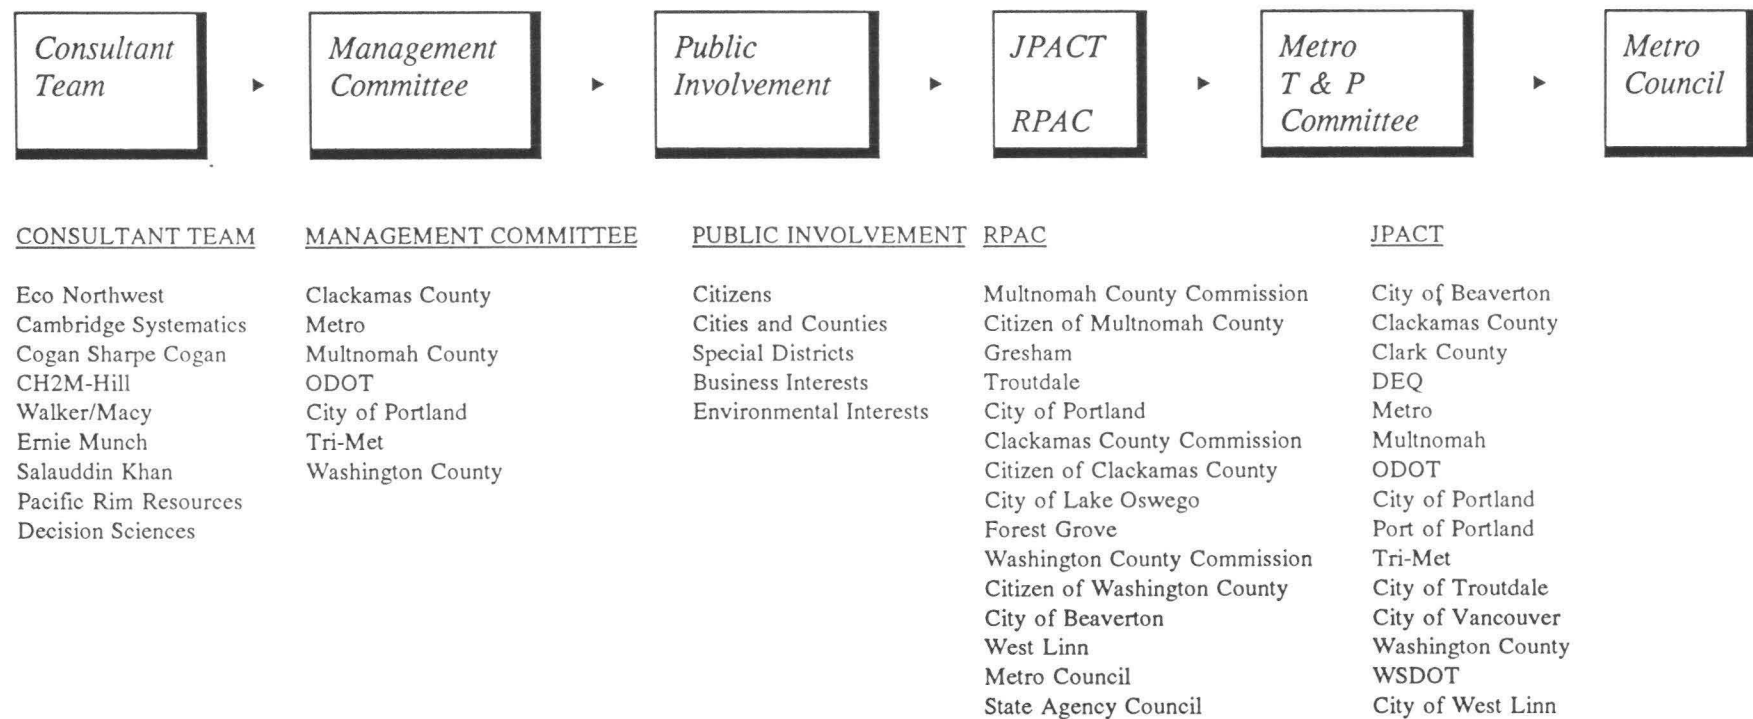 Consultant
Team
Management
Committee
Public
Involvement
JPACT
RPAC
Metro
T & P
Committee
Metro
Council
CONSULTANT TEAM
Eco Northwest
Cambridge Systematics
Cogan Sharpe Cogan
CH2M-Hill
Walker/Macy
Ernie Munch
Salauddin Khan
Pacific Rim Resources
Decision Sciences
MANAGEMENT COMMITTEE
Clackamas County
Metro
Multnomah County
ODOT
City of Portland
Tri-Met
Washington County
PUBLIC INVOLVEMENT
Citizens
Cities and Counties
Special Districts
Business Interests
Environmental Interests
RPAC
Multnomah County Commission
Citizen of Multnomah County
Gresham
Troutdale
City of Portland
Clackamas County Commission
Citizen of Clackamas County
City of Lake Oswego
Forest Grove
Washington County Commission
Citizen of Washington County
City of Beaverton
West Linn
Metro Council
State Agency Council
JPACT
City of Beaverton
Clackamas County
Clark County
DEQ
Metro
Multnomah
ODOT
City of Portland
Port of Portland
Tri-Met
City of Troutdale
City of Vancouver
Washington County
WSDOT
City of West Linn